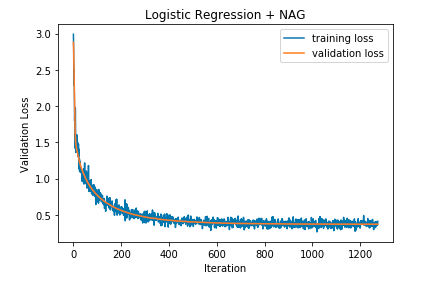 Logistic Regression + NAG
training loss
validation loss
Validation Loss
3.0
2.5
2.0
1.5
1.0
0.5
0 200 400 600 800 1000 1200
Iteration